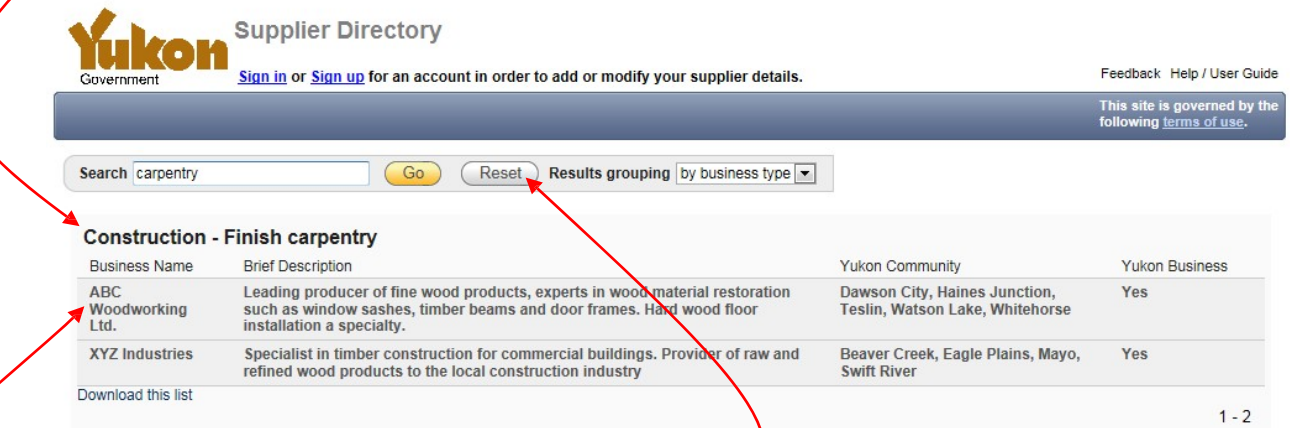 Yukon
Government
Supplier Directory
Sign in or Sign up for an account in order to add or modify your supplier details.
Feedback Help / User Guide
This site is governed by the
following terms of use.
Search carpentry Go Reset Results grouping by business type
Construction - Finish carpentry
Business Name Brief Description Yukon Community Yukon Business
ABC Leading producer of fine wood products, experts in wood material restoration Dawson City, Haines Junction, Yes
Woodworking such as window sashes, timber beams and door frames. Hard wood floor Teslin, Watson Lake, Whitehorse
Ltd. installation a specialty.
XYZ Industries Specialist in timber construction for commercial buildings. Provider of raw and Beaver Creek, Eagle Plains, Mayo, Yes
refined wood products to the local construction industry Swift River
Download this list
1 - 2